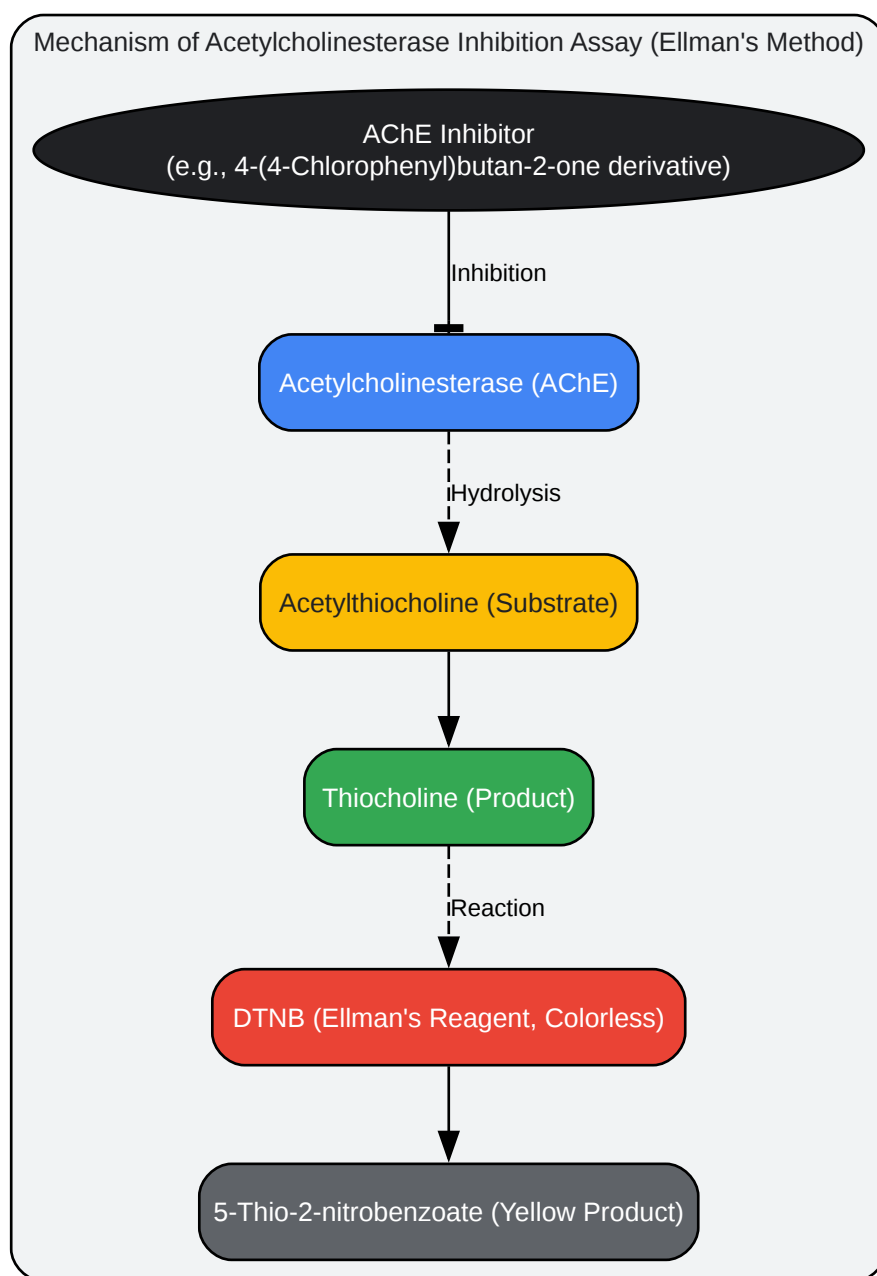 Mechanism of Acetylcholinesterase Inhibition Assay (Ellman's Method)
AChE Inhibitor
(e.g., 4-(4-Chlorophenyl)butan-2-one derivative)
Inhibition
Acetylcholinesterase (AChE)
Hydrolysis
Acetylthiocholine (Substrate)
Thiocholine (Product)
Reaction
DTNB (Ellman's Reagent, Colorless)
5-Thio-2-nitrobenzoate (Yellow Product)